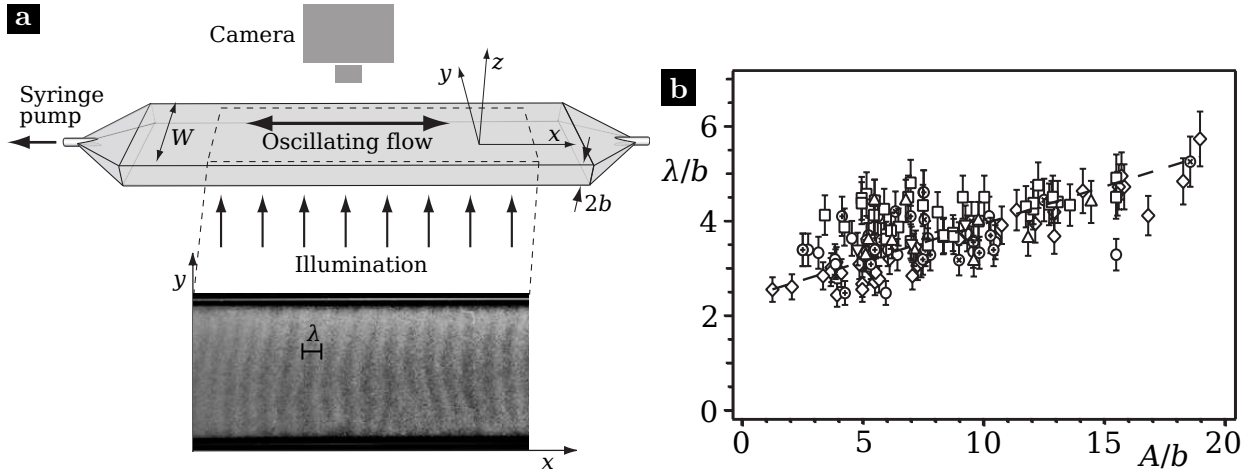 a
Camera
y
z
Syringe
pump
W
Oscillating flow
x
2b
Illumination
y
λ
x
b
λ/b
6
4
2
0
0
5
10
15
20
A/b